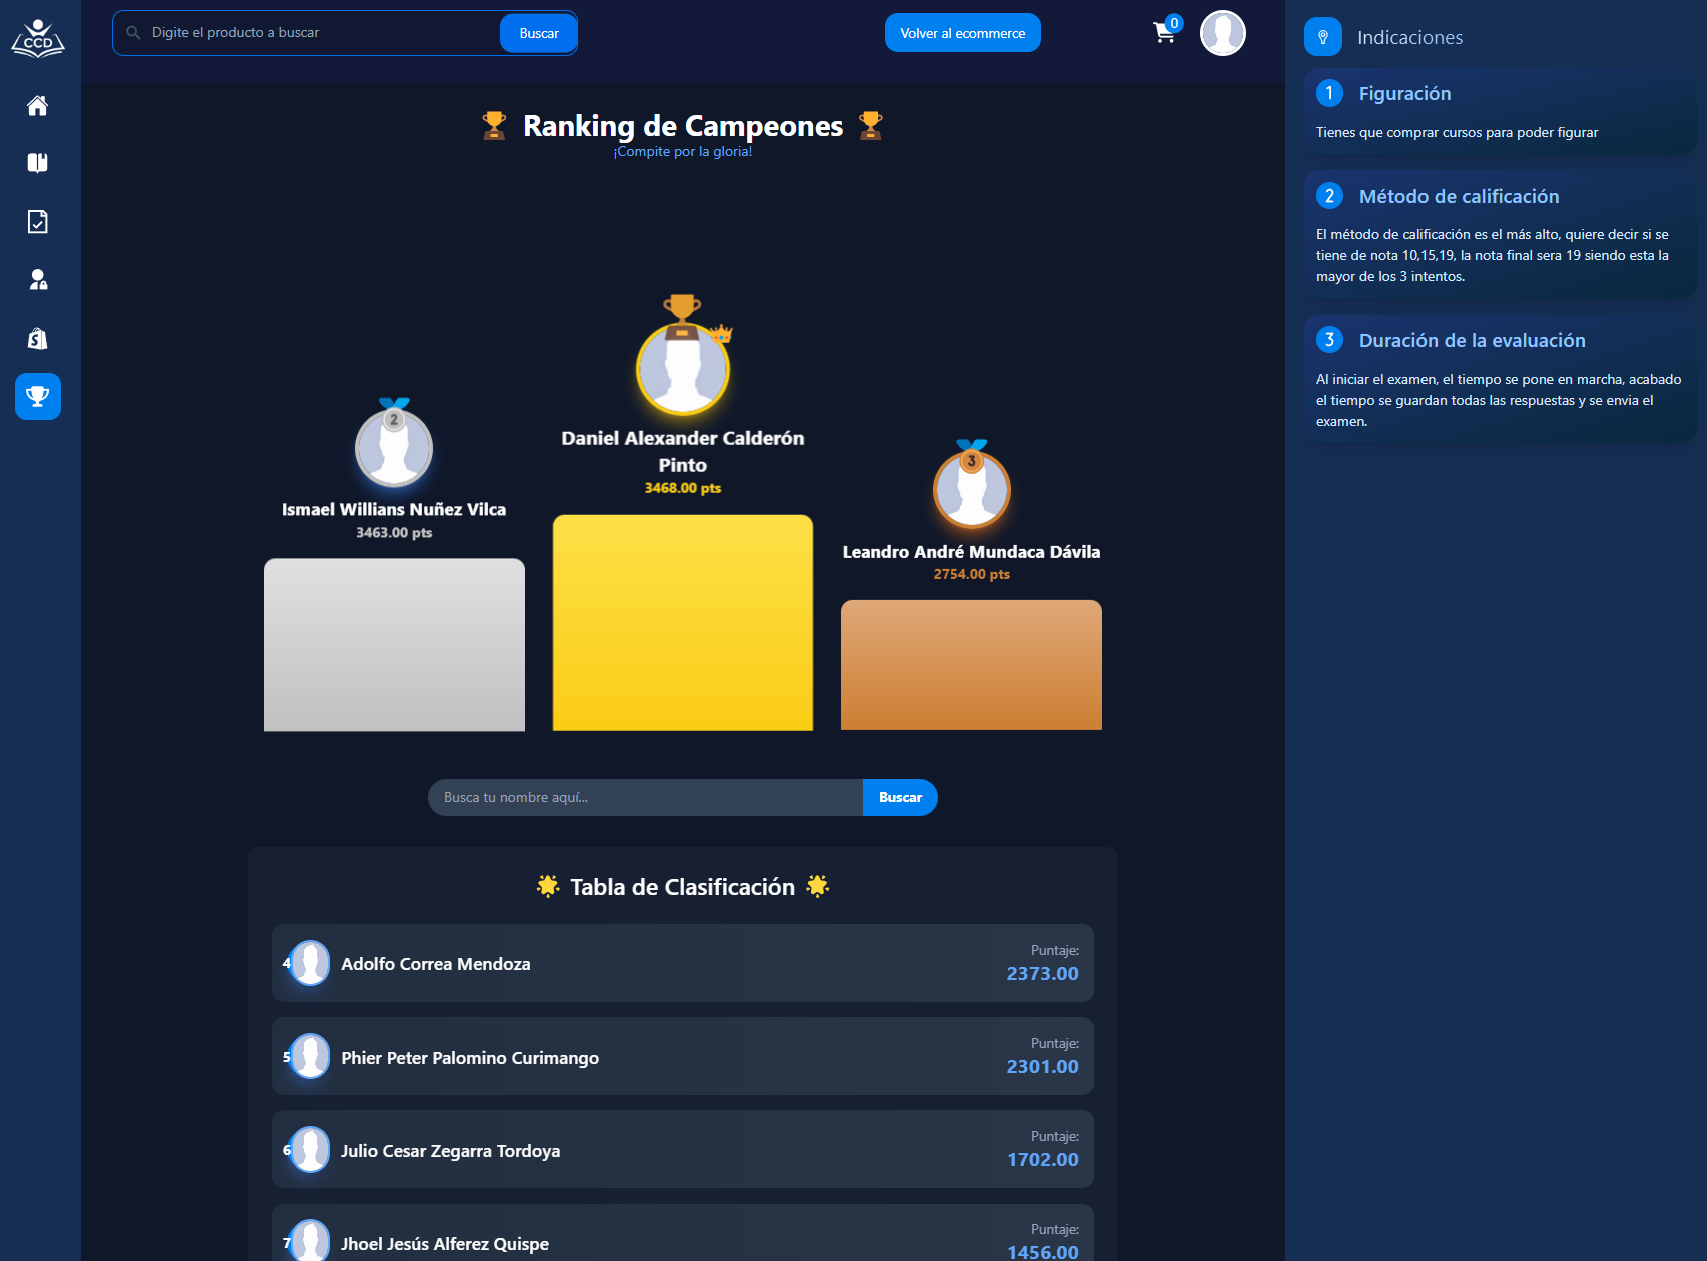 CCD
Digite el producto a buscar
Buscar
Volver al ecommerce
0
Ranking de Campeones
¡Compite por la gloria!
Daniel Alexander Calderón
Pinto
3468.00 pts
2
Ismael Willians Nuñez Vilca
3463.00 pts
3
Leandro André Mundaca Dávila
2754.00 pts
Busca tu nombre aquí...
Buscar
Tabla de Clasificación
4
Adolfo Correa Mendoza
Puntaje:
2373.00
5
Phier Peter Palomino Curimango
Puntaje:
2301.00
6
Julio Cesar Zegarra Tordoya
Puntaje:
1702.00
7
Jhoel Jesús Alferez Quispe
Puntaje:
1456.00
Indicaciones
1 Figuración
Tienes que comprar cursos para poder figurar
2 Método de calificación
El método de calificación es el más alto, quiere decir si se
tiene de nota 10,15,19, la nota final sera 19 siendo esta la
mayor de los 3 intentos.
3 Duración de la evaluación
Al iniciar el examen, el tiempo se pone en marcha, acabado
el tiempo se guardan todas las respuestas y se envia el
examen.